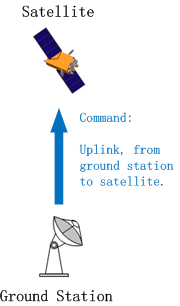 Satellite
Command:
Uplink, from
ground station
to satellite.
Ground Station